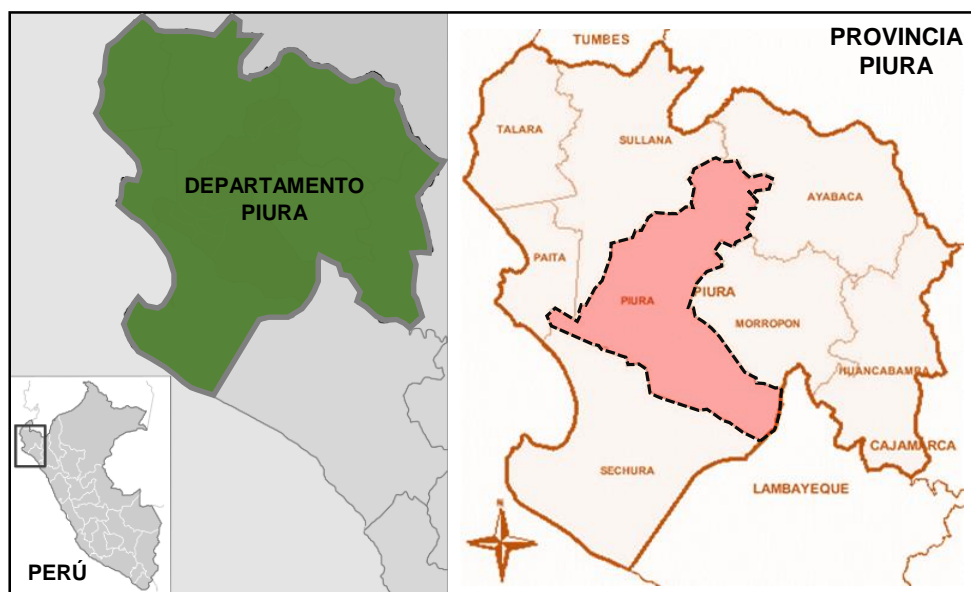 DEPARTAMENTO
PIURA
PERÚ
PROVINCIA
PIURA
TUMBES
TALARA
SULLANA
AYABACA
PAITA
PIURA
PIURA
MORROPON
HUANCABAMBA
CAJAMARCA
SECHURA
LAMBAYEQUE
N